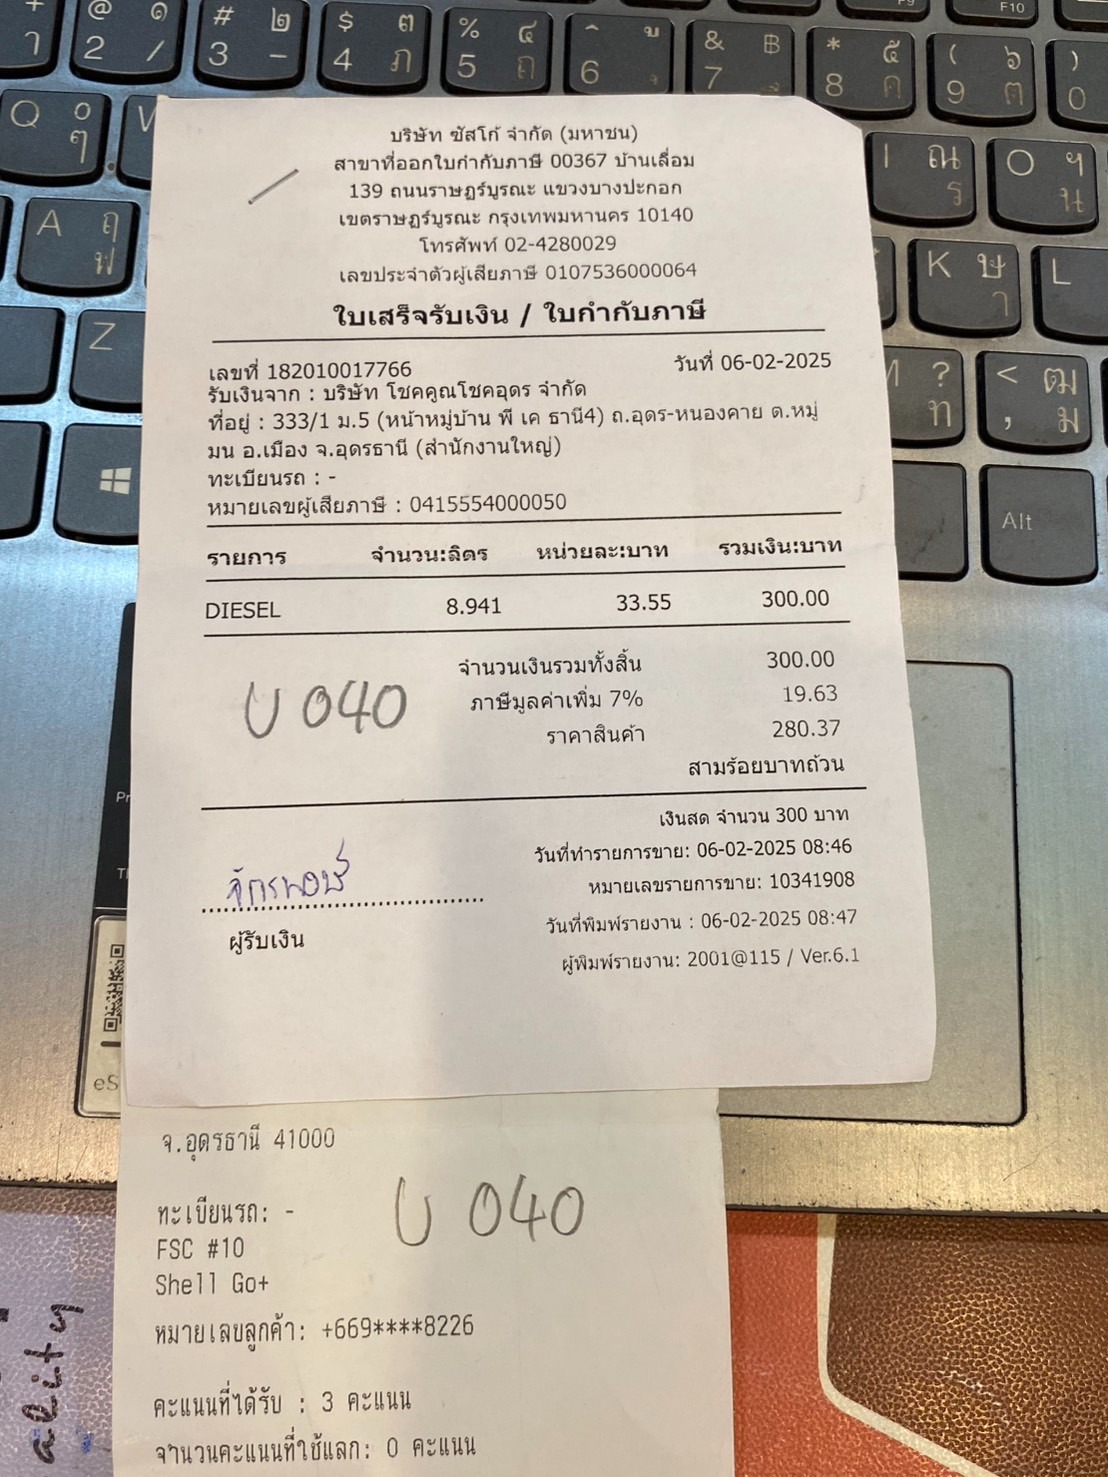 บริษัท ซัสโก้ จำกัด (มหาชน)
สาขาที่ออกใบกำกับภาษี 00367 บ้านเลื่อม
139 ถนนราษฎร์บูรณะ แขวงบางปะกอก
เขตราษฎร์บูรณะ กรุงเทพมหานคร 10140
โทรศัพท์ 02-4280029
เลขประจำตัวผู้เสียภาษี 0107536000064
ใบเสร็จรับเงิน / ใบกำกับภาษี
เลขที่ 182010017766 วันที่ 06-02-2025
รับเงินจาก : บริษัท โชคคูณโชคอุดร จำกัด
ที่อยู่ : 333/1 ม.5 (หน้าหมู่บ้าน พี เค ธานี4) ถ.อุดร-หนองคาย ต.หมู่
มน อ.เมือง จ.อุดรธานี (สำนักงานใหญ่)
ทะเบียนรถ : -
หมายเลขผู้เสียภาษี : 0415554000050
รายการ จำนวน:ลิตร หน่วยละ:บาท รวมเงิน:บาท
DIESEL 8.941 33.55 300.00
จำนวนเงินรวมทั้งสิ้น 300.00
ภาษีมูลค่าเพิ่ม 7% 19.63
ราคาสินค้า 280.37
สามร้อยบาทถ้วน
U 040
เงินสด จำนวน 300 บาท
วันที่ทำรายการขาย: 06-02-2025 08:46
หมายเลขรายการขาย: 10341908
วันที่พิมพ์รายงาน : 06-02-2025 08:47
ผู้พิมพ์รายงาน: 2001@115 / Ver.6.1
จักรพงษ์
ผู้รับเงิน
จ.อุดรธานี 41000
ทะเบียนรถ: -
U 040
FSC #10
Shell Go+
หมายเลขลูกค้า: +669****8226
คะแนนที่ได้รับ : 3 คะแนน
จำนวนคะแนนที่ใช้แลก: 0 คะแนน